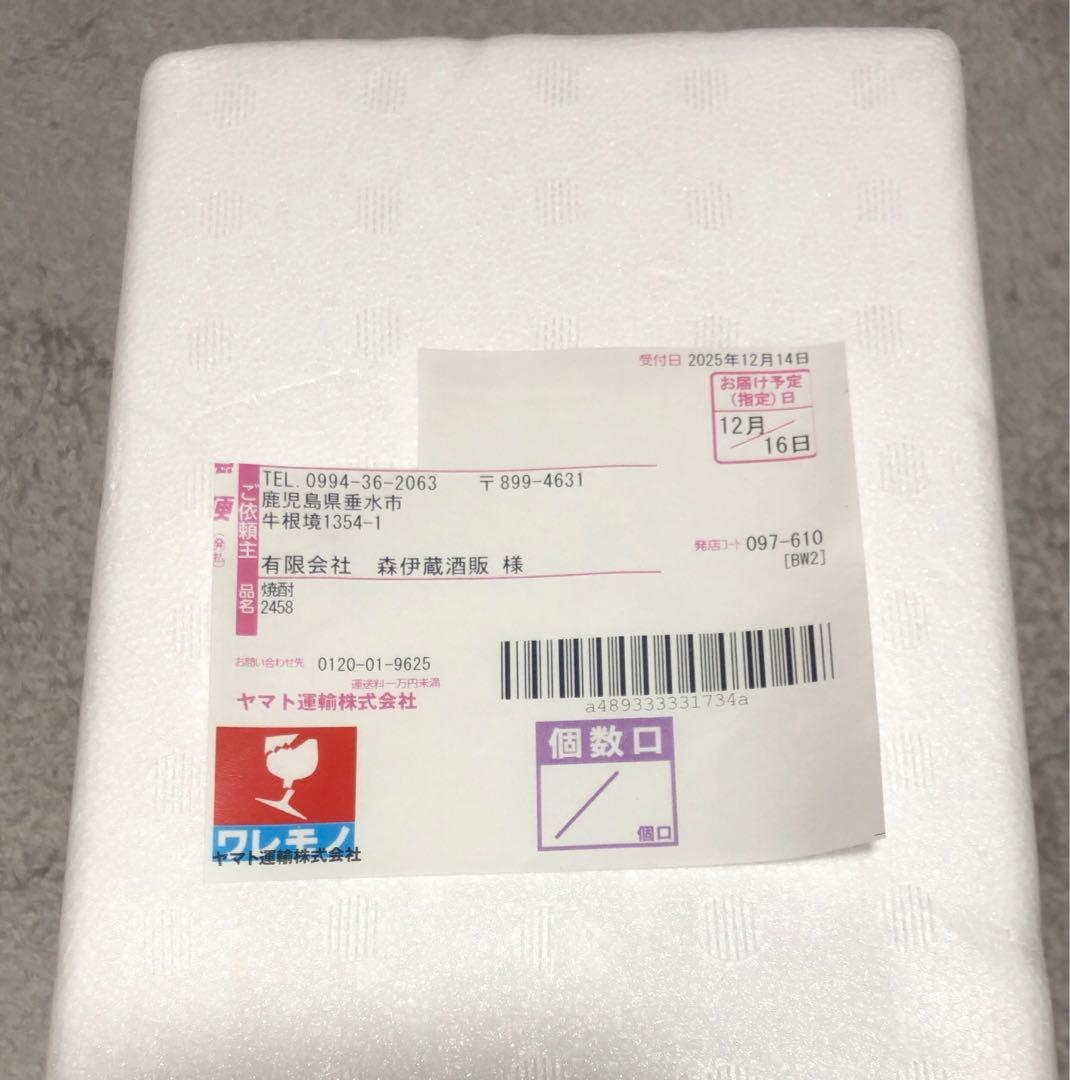 受付日 2025年12月14日
お届け予定
(指定)日
12月
16日
TEL. 0994-36-2063 〒899-4631
鹿児島県垂水市
牛根境1354-1
ご依頼主
便
(発払)
発店コード 097-610
[BW2]
有限会社 森伊蔵酒販 様
品名
焼酎
2458
お問い合わせ先 0120-01-9625
運送料一万円未満
ヤマト運輸株式会社
a489333331734a
個数口
個口
ワレモノ
ヤマト運輸株式会社